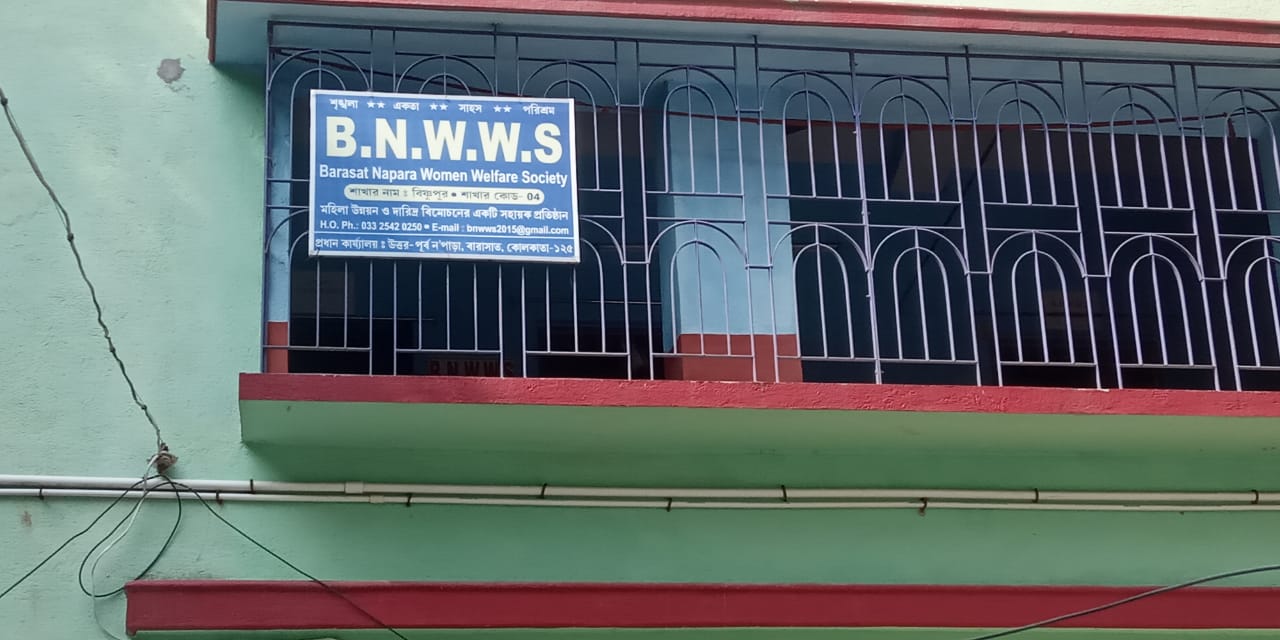 শৃঙ্খলা ★★ একতা ★★ সাহস ★★ পরিশ্রম
B.N.W.W.S
Barasat Napara Women Welfare Society
শাখার নাম : বিষ্ণুপুর • শাখার কোড- 04
মহিলা উন্নয়ন ও দারিদ্র বিমোচনের একটি সহায়ক প্রতিষ্ঠান
H.O. Ph.: 033 2542 0250 • E-mail : bnwws2015@gmail.com
প্রধান কার্য্যালয় : উত্তর-পূর্ব ন'পাড়া, বারাসাত, কোলকাতা-১২৫
B.N.W.W.S